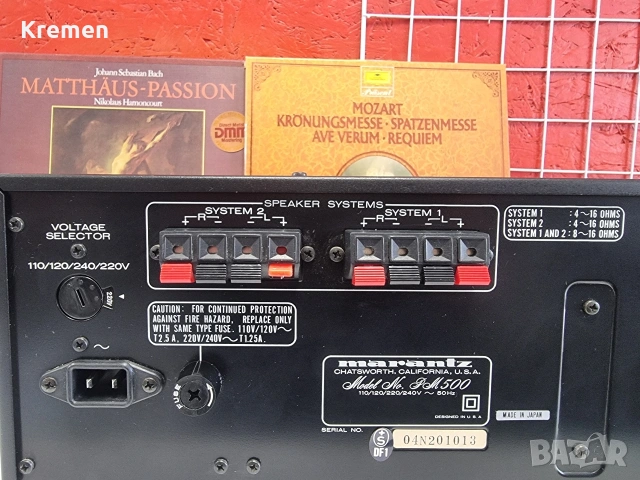 Kremen
Johann Sebastian Bach
MATTHÄUS-PASSION
Nikolaus Harnoncourt
DMM
MOZART
KRÖNUNGSMESSE · SPATZENMESSE
AVE VERUM · REQUIEM
VOLTAGE
SELECTOR
110/120/240/220V
220V
SPEAKER SYSTEMS
SYSTEM 2
+ R − − L +
SYSTEM 1
+ R − − L +
SYSTEM 1 : 4~16 OHMS
SYSTEM 2 : 4~16 OHMS
SYSTEM 1 AND 2 : 8~16 OHMS
CAUTION: FOR CONTINUED PROTECTION
AGAINST FIRE HAZARD, REPLACE ONLY
WITH SAME TYPE FUSE. 110V/120V~
T2.5A, 220V/240V~T1.25A.
~
FUSE
marantz
CHATSWORTH, CALIFORNIA, U.S.A.
Model No. PM500
110/120/220/240V ~ 50Hz
DESIGNED IN U.S.A
MADE IN JAPAN
SERIAL NO.
+S
DF1
04N201013
BAZAR